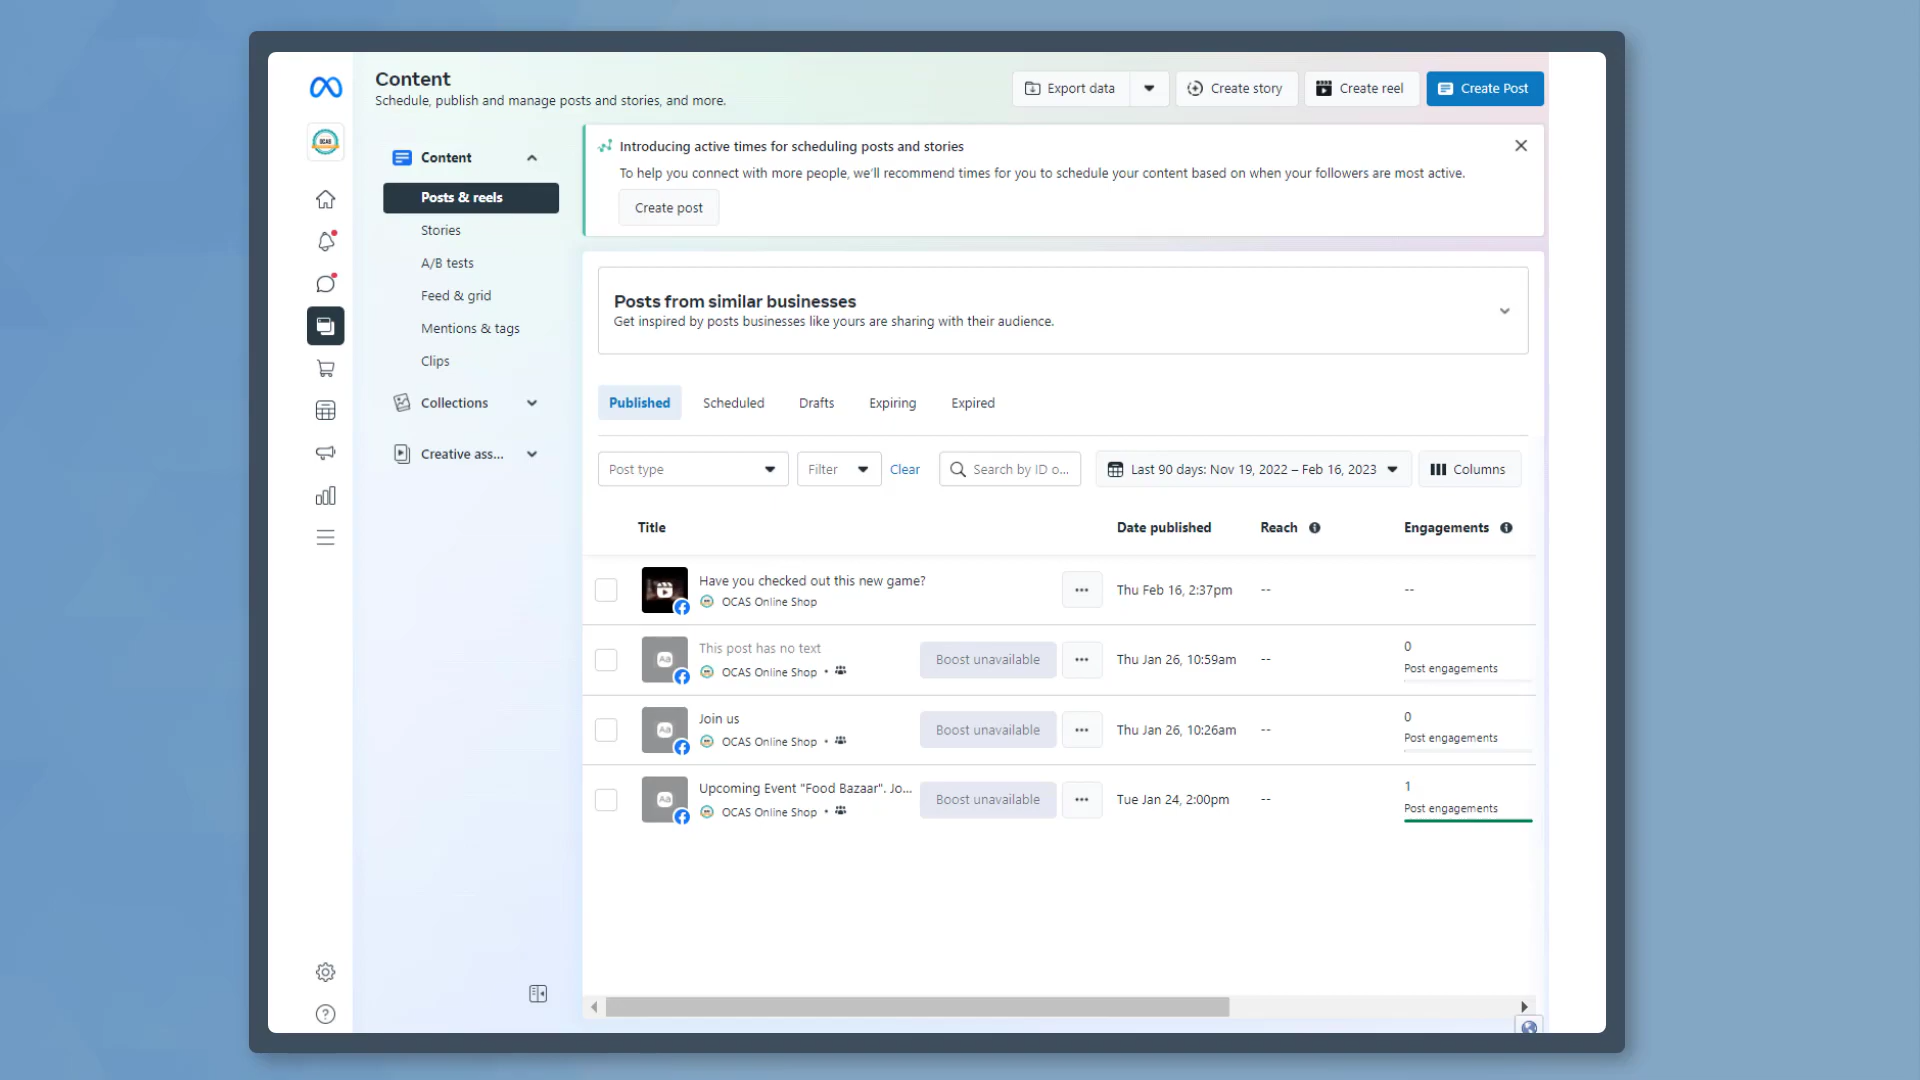 Content
Schedule, publish and manage posts and stories, and more.
Export data
Create story
Create reel
Create Post
OCAS
Content
Posts & reels
Stories
A/B tests
Feed & grid
Mentions & tags
Clips
Collections
Creative ass...
Introducing active times for scheduling posts and stories
To help you connect with more people, we'll recommend times for you to schedule your content based on when your followers are most active.
Create post
Posts from similar businesses
Get inspired by posts businesses like yours are sharing with their audience.
Published Scheduled Drafts Expiring Expired
Post type Filter Clear Search by ID o... Last 90 days: Nov 19, 2022 – Feb 16, 2023 Columns
Title Date published Reach Engagements
Have you checked out this new game?
OCAS Online Shop
... Thu Feb 16, 2:37pm -- --
Aa
This post has no text
OCAS Online Shop •
Boost unavailable ... Thu Jan 26, 10:59am -- 0
Post engagements
Aa
Join us
OCAS Online Shop •
Boost unavailable ... Thu Jan 26, 10:26am -- 0
Post engagements
Aa
Upcoming Event "Food Bazaar". Jo...
OCAS Online Shop •
Boost unavailable ... Tue Jan 24, 2:00pm -- 1
Post engagements